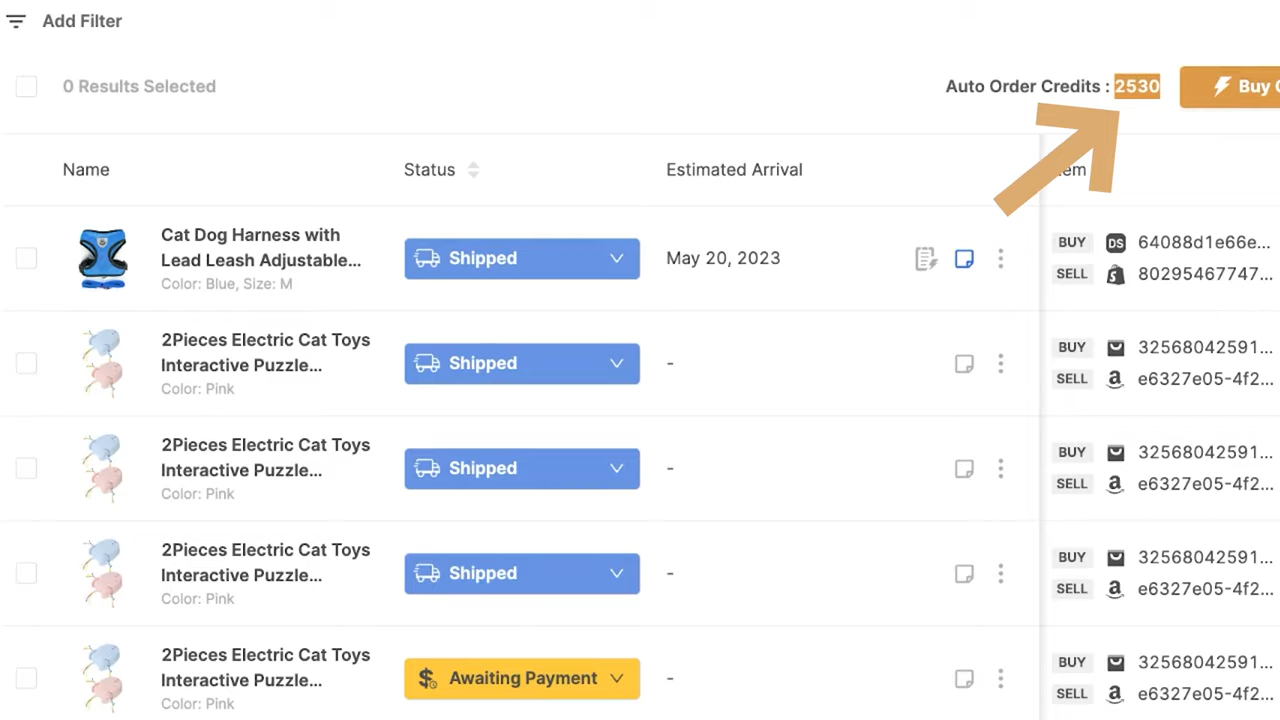 Add Filter
0 Results Selected
Auto Order Credits : 2530
Buy
Name
Status
Estimated Arrival
Cat Dog Harness with
Lead Leash Adjustable...
Color: Blue, Size: M
Shipped
May 20, 2023
BUY
DS
64088d1e66e...
SELL
80295467747...
2Pieces Electric Cat Toys
Interactive Puzzle...
Color: Pink
Shipped
-
BUY
32568042591...
SELL
e6327e05-4f2...
2Pieces Electric Cat Toys
Interactive Puzzle...
Color: Pink
Shipped
-
BUY
32568042591...
SELL
e6327e05-4f2...
2Pieces Electric Cat Toys
Interactive Puzzle...
Color: Pink
Shipped
-
BUY
32568042591...
SELL
e6327e05-4f2...
2Pieces Electric Cat Toys
Interactive Puzzle...
Color: Pink
Awaiting Payment
-
BUY
32568042591...
SELL
e6327e05-4f2...